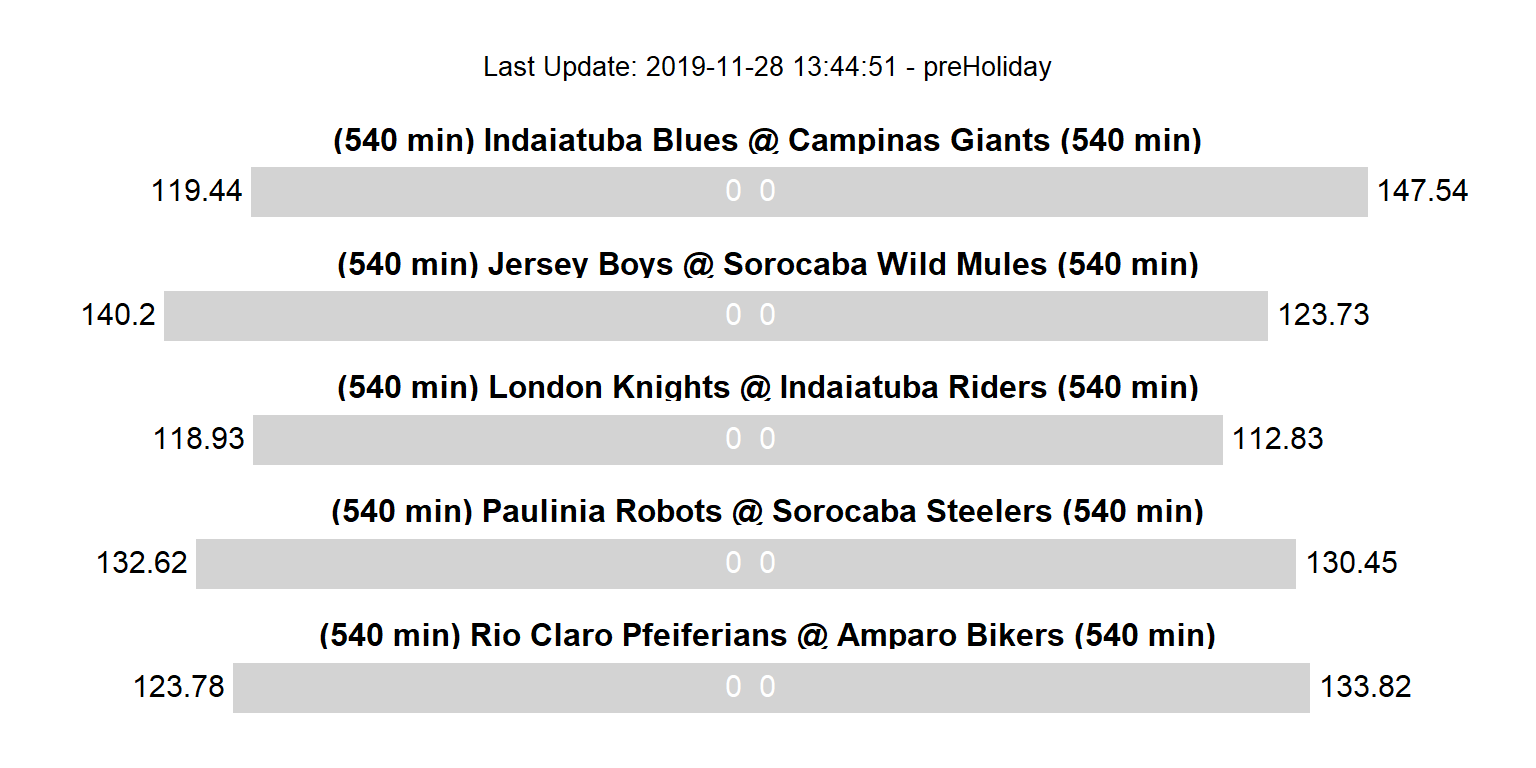 Last Update: 2019-11-28 13:44:51 - preHoliday
(540 min) Indaiatuba Blues @ Campinas Giants (540 min)
119.44 0 0 147.54
(540 min) Jersey Boys @ Sorocaba Wild Mules (540 min)
140.2 0 0 123.73
(540 min) London Knights @ Indaiatuba Riders (540 min)
118.93 0 0 112.83
(540 min) Paulinia Robots @ Sorocaba Steelers (540 min)
132.62 0 0 130.45
(540 min) Rio Claro Pfeiferians @ Amparo Bikers (540 min)
123.78 0 0 133.82